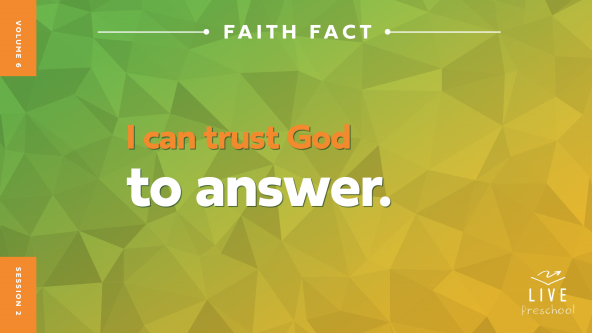 VOLUME 6
FAITH FACT
I can trust God
to answer.
SESSION 2
LIVE
Preschool